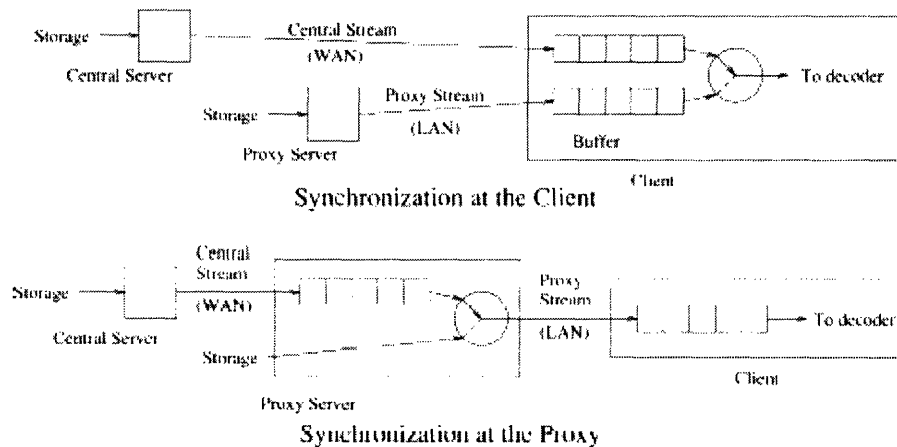 Storage
Central Server
Central Stream
(WAN)
To decoder
Storage
Proxy Server
Proxy Stream
(LAN)
Buffer
Client
Synchronization at the Client
Storage
Central Server
Central
Stream
(WAN)
Storage
Proxy Server
Proxy
Stream
(LAN)
To decoder
Client
Synchronization at the Proxy